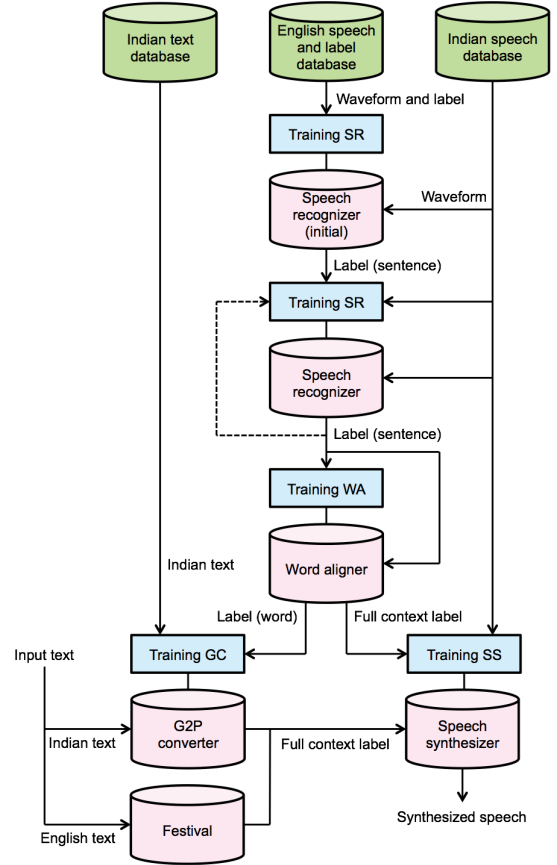 Indian text
database
English speech
and label
database
Indian speech
database
Waveform and label
Training SR
Speech
recognizer
(initial)
Waveform
Label (sentence)
Training SR
Speech
recognizer
Label (sentence)
Training WA
Word aligner
Indian text
Label (word)
Full context label
Input text
Training GC
Training SS
G2P
converter
Indian text
Full context label
Speech
synthesizer
English text
Festival
Synthesized speech